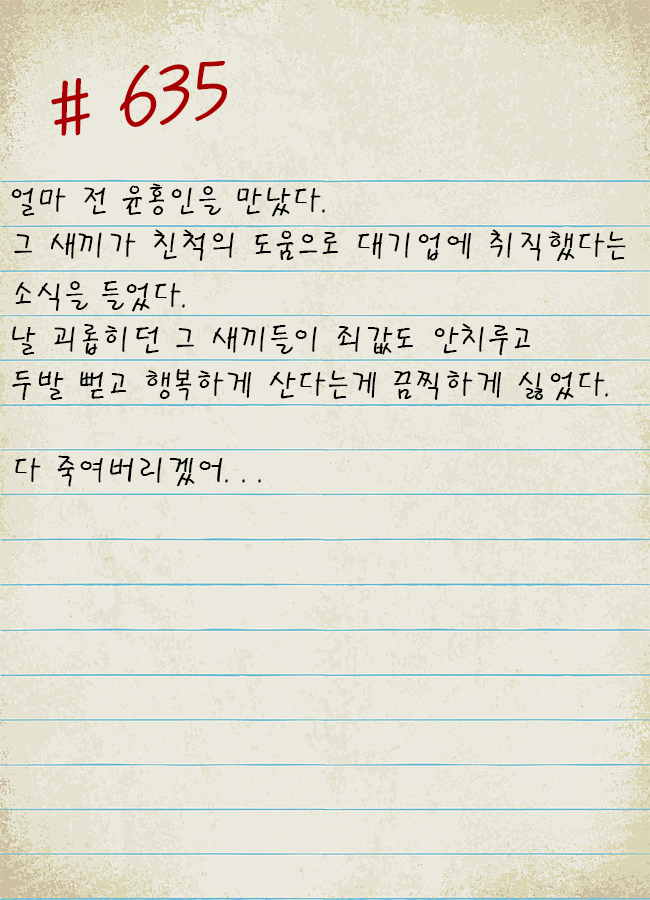 # 635
얼마 전 윤홍인을 만났다.
그 새끼가 친척의 도움으로 대기업에 취직했다는
소식을 들었다.
날 괴롭히던 그 새끼들이 죄값도 안치루고
두발 뻗고 행복하게 산다는게 끔찍하게 싫었다.
다 죽여버리겠어...